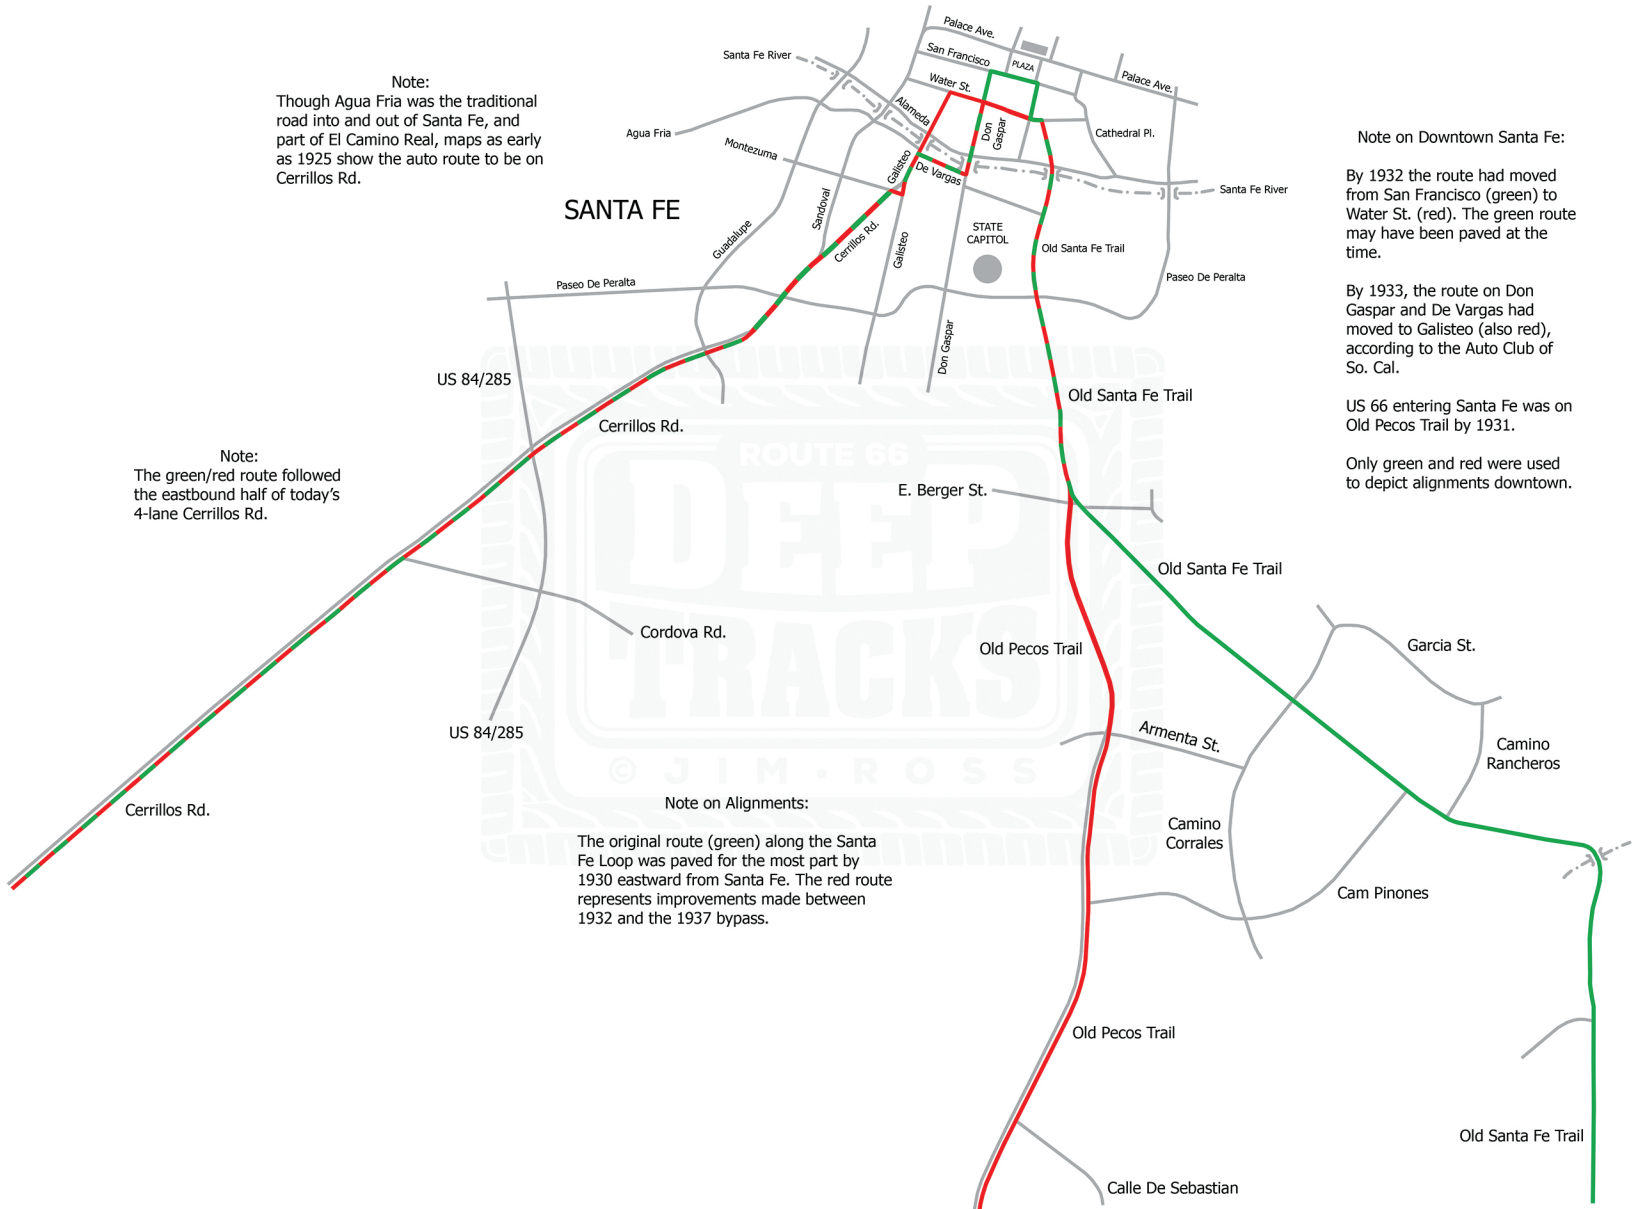 Palace Ave.
San Francisco
PLAZA
Santa Fe River
Palace Ave.
Water St.
Alameda
Don
Gaspar
Agua Fria
Cathedral Pl.
Montezuma
Galisteo
De Vargas
Santa Fe River
Note:
Though Agua Fria was the traditional
road into and out of Santa Fe, and
part of El Camino Real, maps as early
as 1925 show the auto route to be on
Cerrillos Rd.
Note on Downtown Santa Fe:
By 1932 the route had moved
from San Francisco (green) to
Water St. (red). The green route
may have been paved at the
time.
By 1933, the route on Don
Gaspar and De Vargas had
moved to Galisteo (also red),
according to the Auto Club of
So. Cal.
US 66 entering Santa Fe was on
Old Pecos Trail by 1931.
Only green and red were used
to depict alignments downtown.
SANTA FE
Sandoval
Guadalupe
Cerrillos Rd.
Galisteo
STATE
CAPITOL
Old Santa Fe Trail
Paseo De Peralta
Paseo De Peralta
Don Gaspar
US 84/285
Old Santa Fe Trail
Cerrillos Rd.
ROUTE 66
DEEP
TRACKS
© JIM · ROSS
Note:
The green/red route followed
the eastbound half of today's
4-lane Cerrillos Rd.
E. Berger St.
Old Santa Fe Trail
Cordova Rd.
Old Pecos Trail
Garcia St.
US 84/285
Armenta St.
Camino
Rancheros
Cerrillos Rd.
Note on Alignments:
The original route (green) along the Santa
Fe Loop was paved for the most part by
1930 eastward from Santa Fe. The red route
represents improvements made between
1932 and the 1937 bypass.
Camino
Corrales
Cam Pinones
Old Pecos Trail
Old Santa Fe Trail
Calle De Sebastian